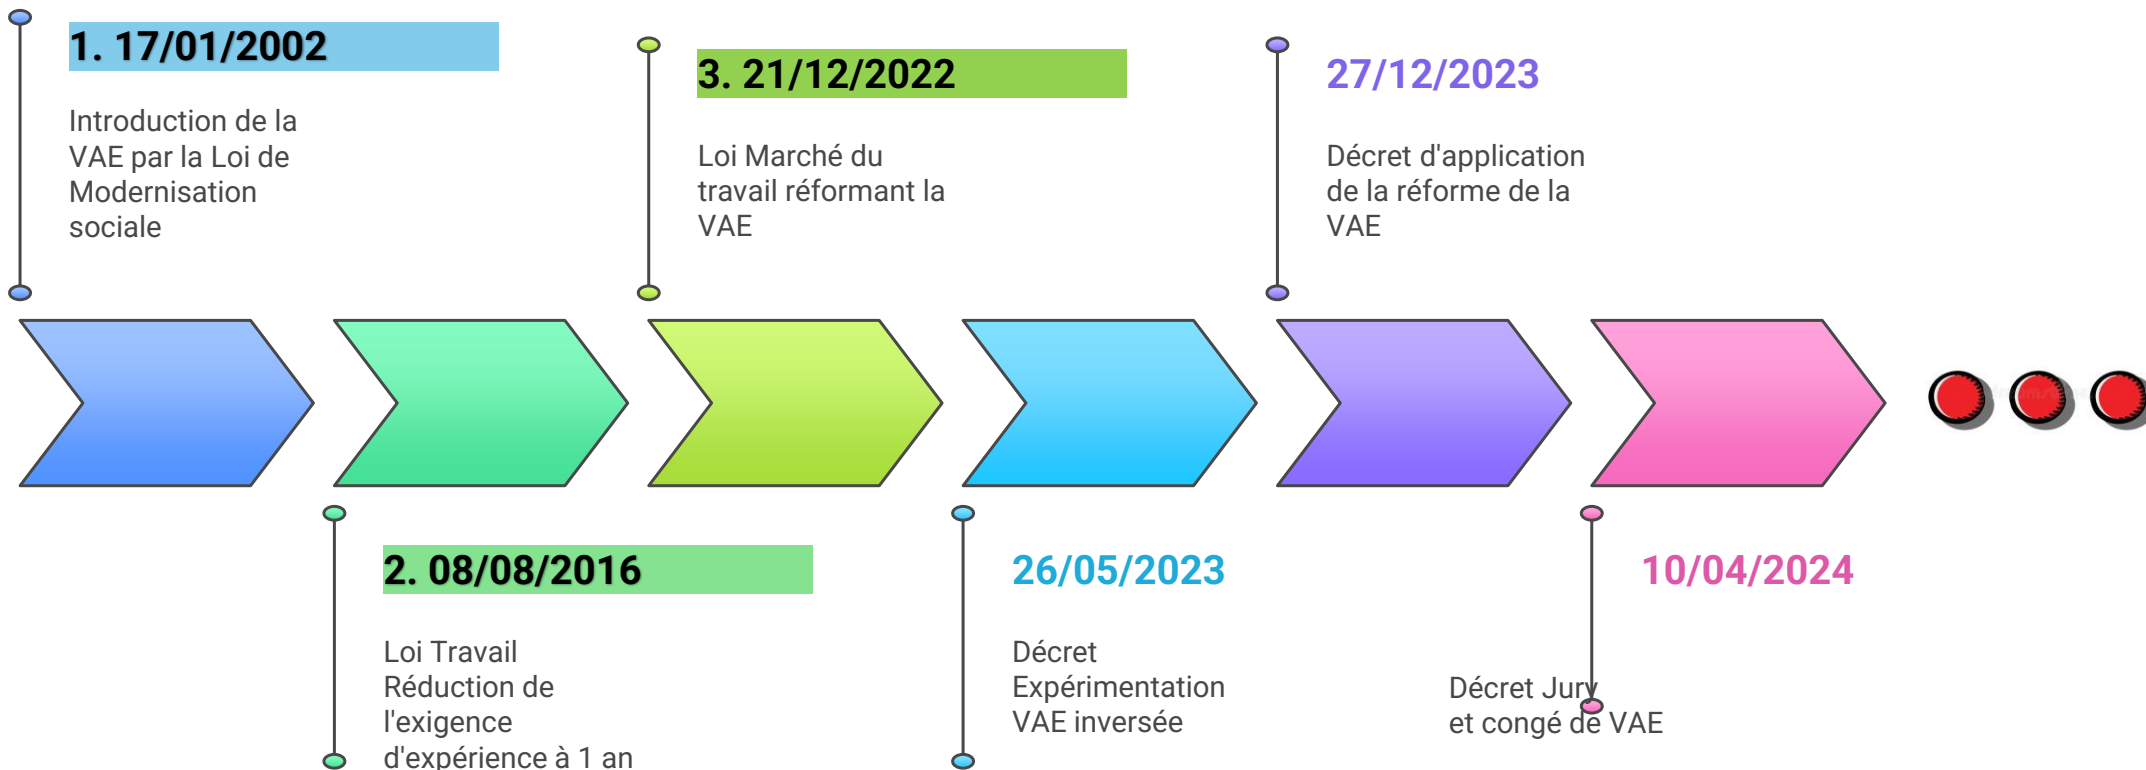 1. 17/01/2002
Introduction de la
VAE par la Loi de
Modernisation
sociale
2. 08/08/2016
Loi Travail
Réduction de
l'exigence
d'expérience à 1 an
3. 21/12/2022
Loi Marché du
travail réformant la
VAE
26/05/2023
Décret
Expérimentation
VAE inversée
27/12/2023
Décret d'application
de la réforme de la
VAE
10/04/2024
Décret Jury
et congé de VAE